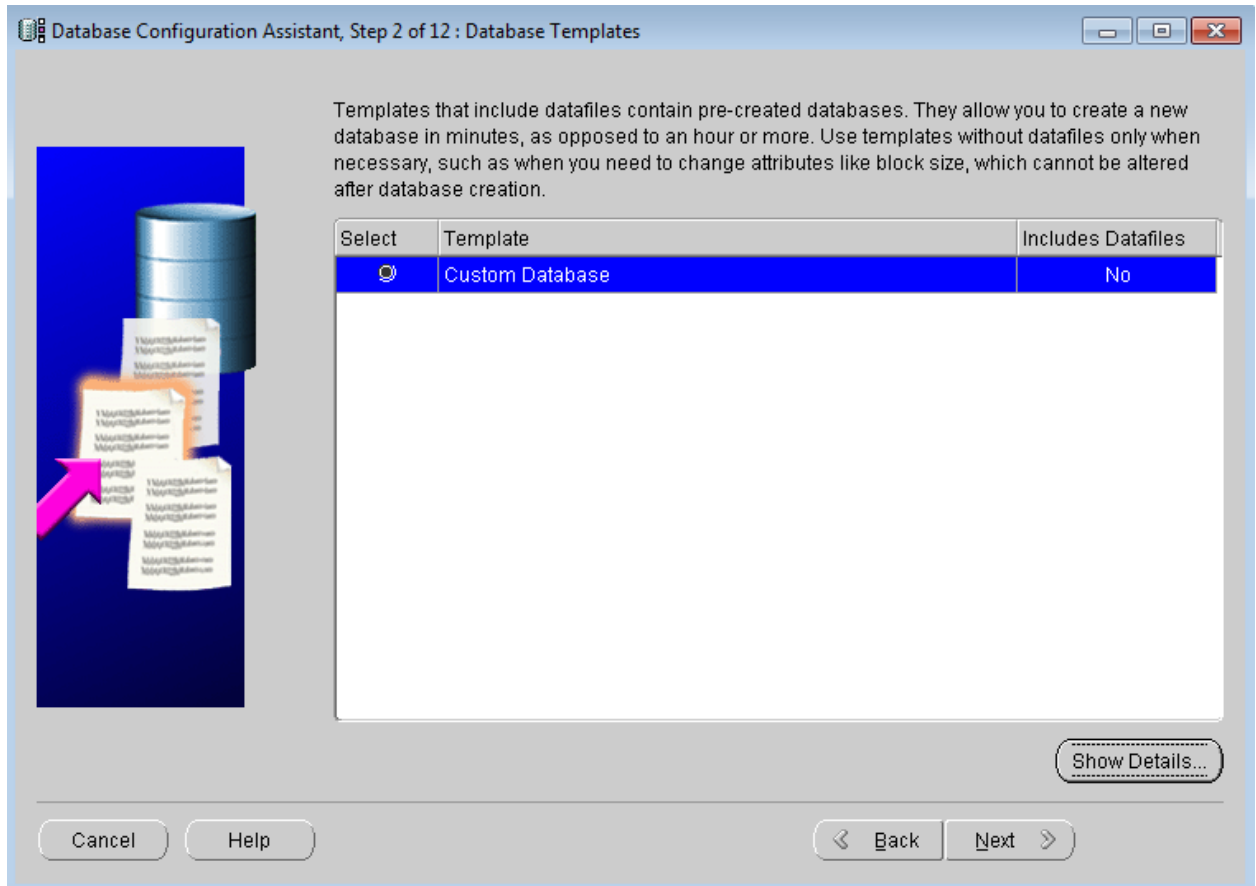 Database Configuration Assistant, Step 2 of 12 : Database Templates
Templates that include datafiles contain pre-created databases. They allow you to create a new
database in minutes, as opposed to an hour or more. Use templates without datafiles only when
necessary, such as when you need to change attributes like block size, which cannot be altered
after database creation.
Select Template Includes Datafiles
Custom Database No
Show Details...
Cancel Help Back Next